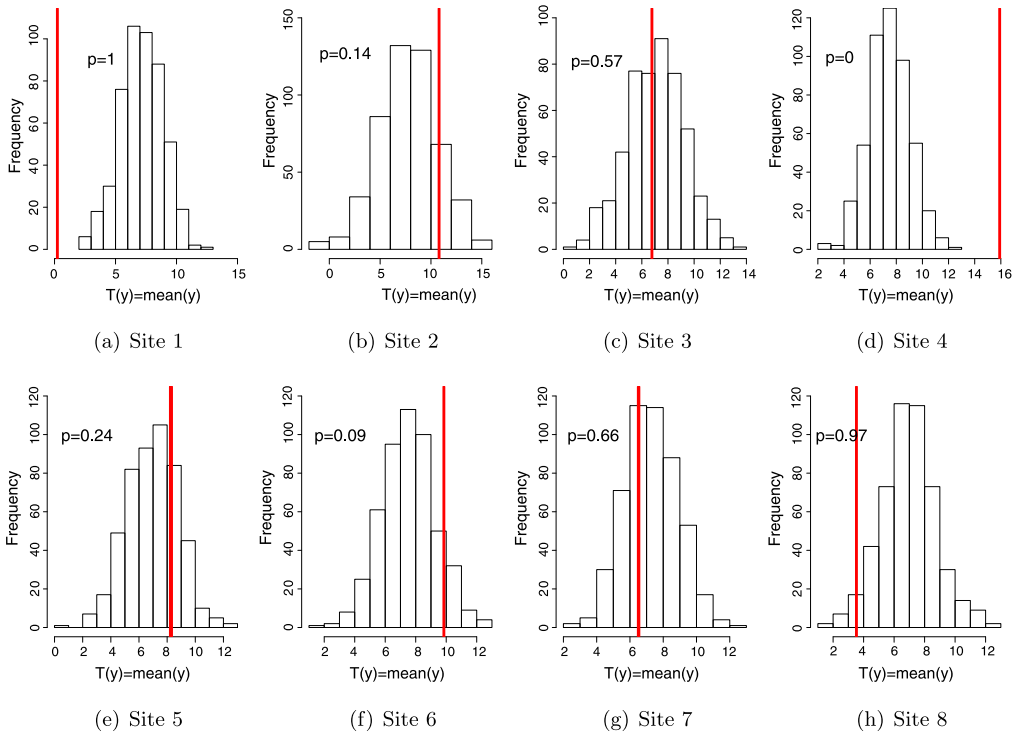 p=1
Frequency
0 20 40 60 80 100
0 5 10 15
T(y)=mean(y)
(a) Site 1
p=0.14
Frequency
0 50 100 150
0 5 10 15
T(y)=mean(y)
(b) Site 2
p=0.57
Frequency
0 20 40 60 80 100
0 2 4 6 8 10 12 14
T(y)=mean(y)
(c) Site 3
p=0
Frequency
0 20 40 60 80 100 120
2 4 6 8 10 12 14 16
T(y)=mean(y)
(d) Site 4
p=0.24
Frequency
0 20 40 60 80 100 120
0 2 4 6 8 10 12
T(y)=mean(y)
(e) Site 5
p=0.09
Frequency
0 20 40 60 80 100 120
2 4 6 8 10 12
T(y)=mean(y)
(f) Site 6
p=0.66
Frequency
0 20 40 60 80 100 120
2 4 6 8 10 12
T(y)=mean(y)
(g) Site 7
p=0.97
Frequency
0 20 40 60 80 100 120
2 4 6 8 10 12
T(y)=mean(y)
(h) Site 8